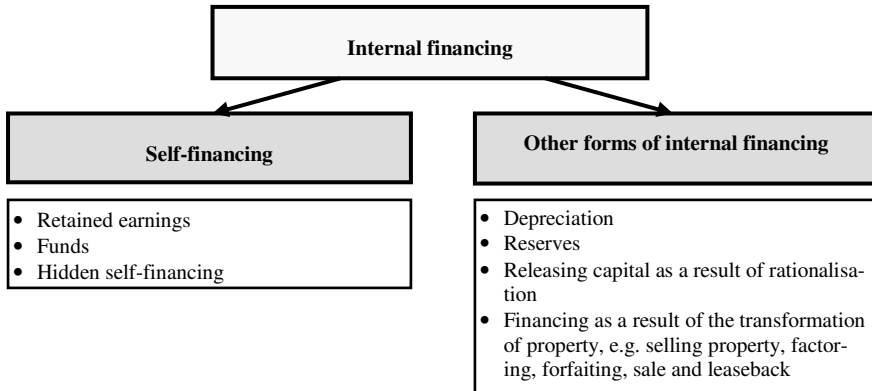 Internal financing
Self-financing
• Retained earnings
• Funds
• Hidden self-financing
Other forms of internal financing
• Depreciation
• Reserves
• Releasing capital as a result of rationalisa-
tion
• Financing as a result of the transformation
of property, e.g. selling property, factor-
ing, forfaiting, sale and leaseback